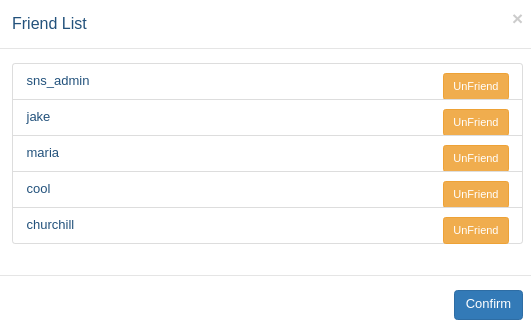 Friend List
×
sns_admin UnFriend
jake UnFriend
maria UnFriend
cool UnFriend
churchill UnFriend
Confirm